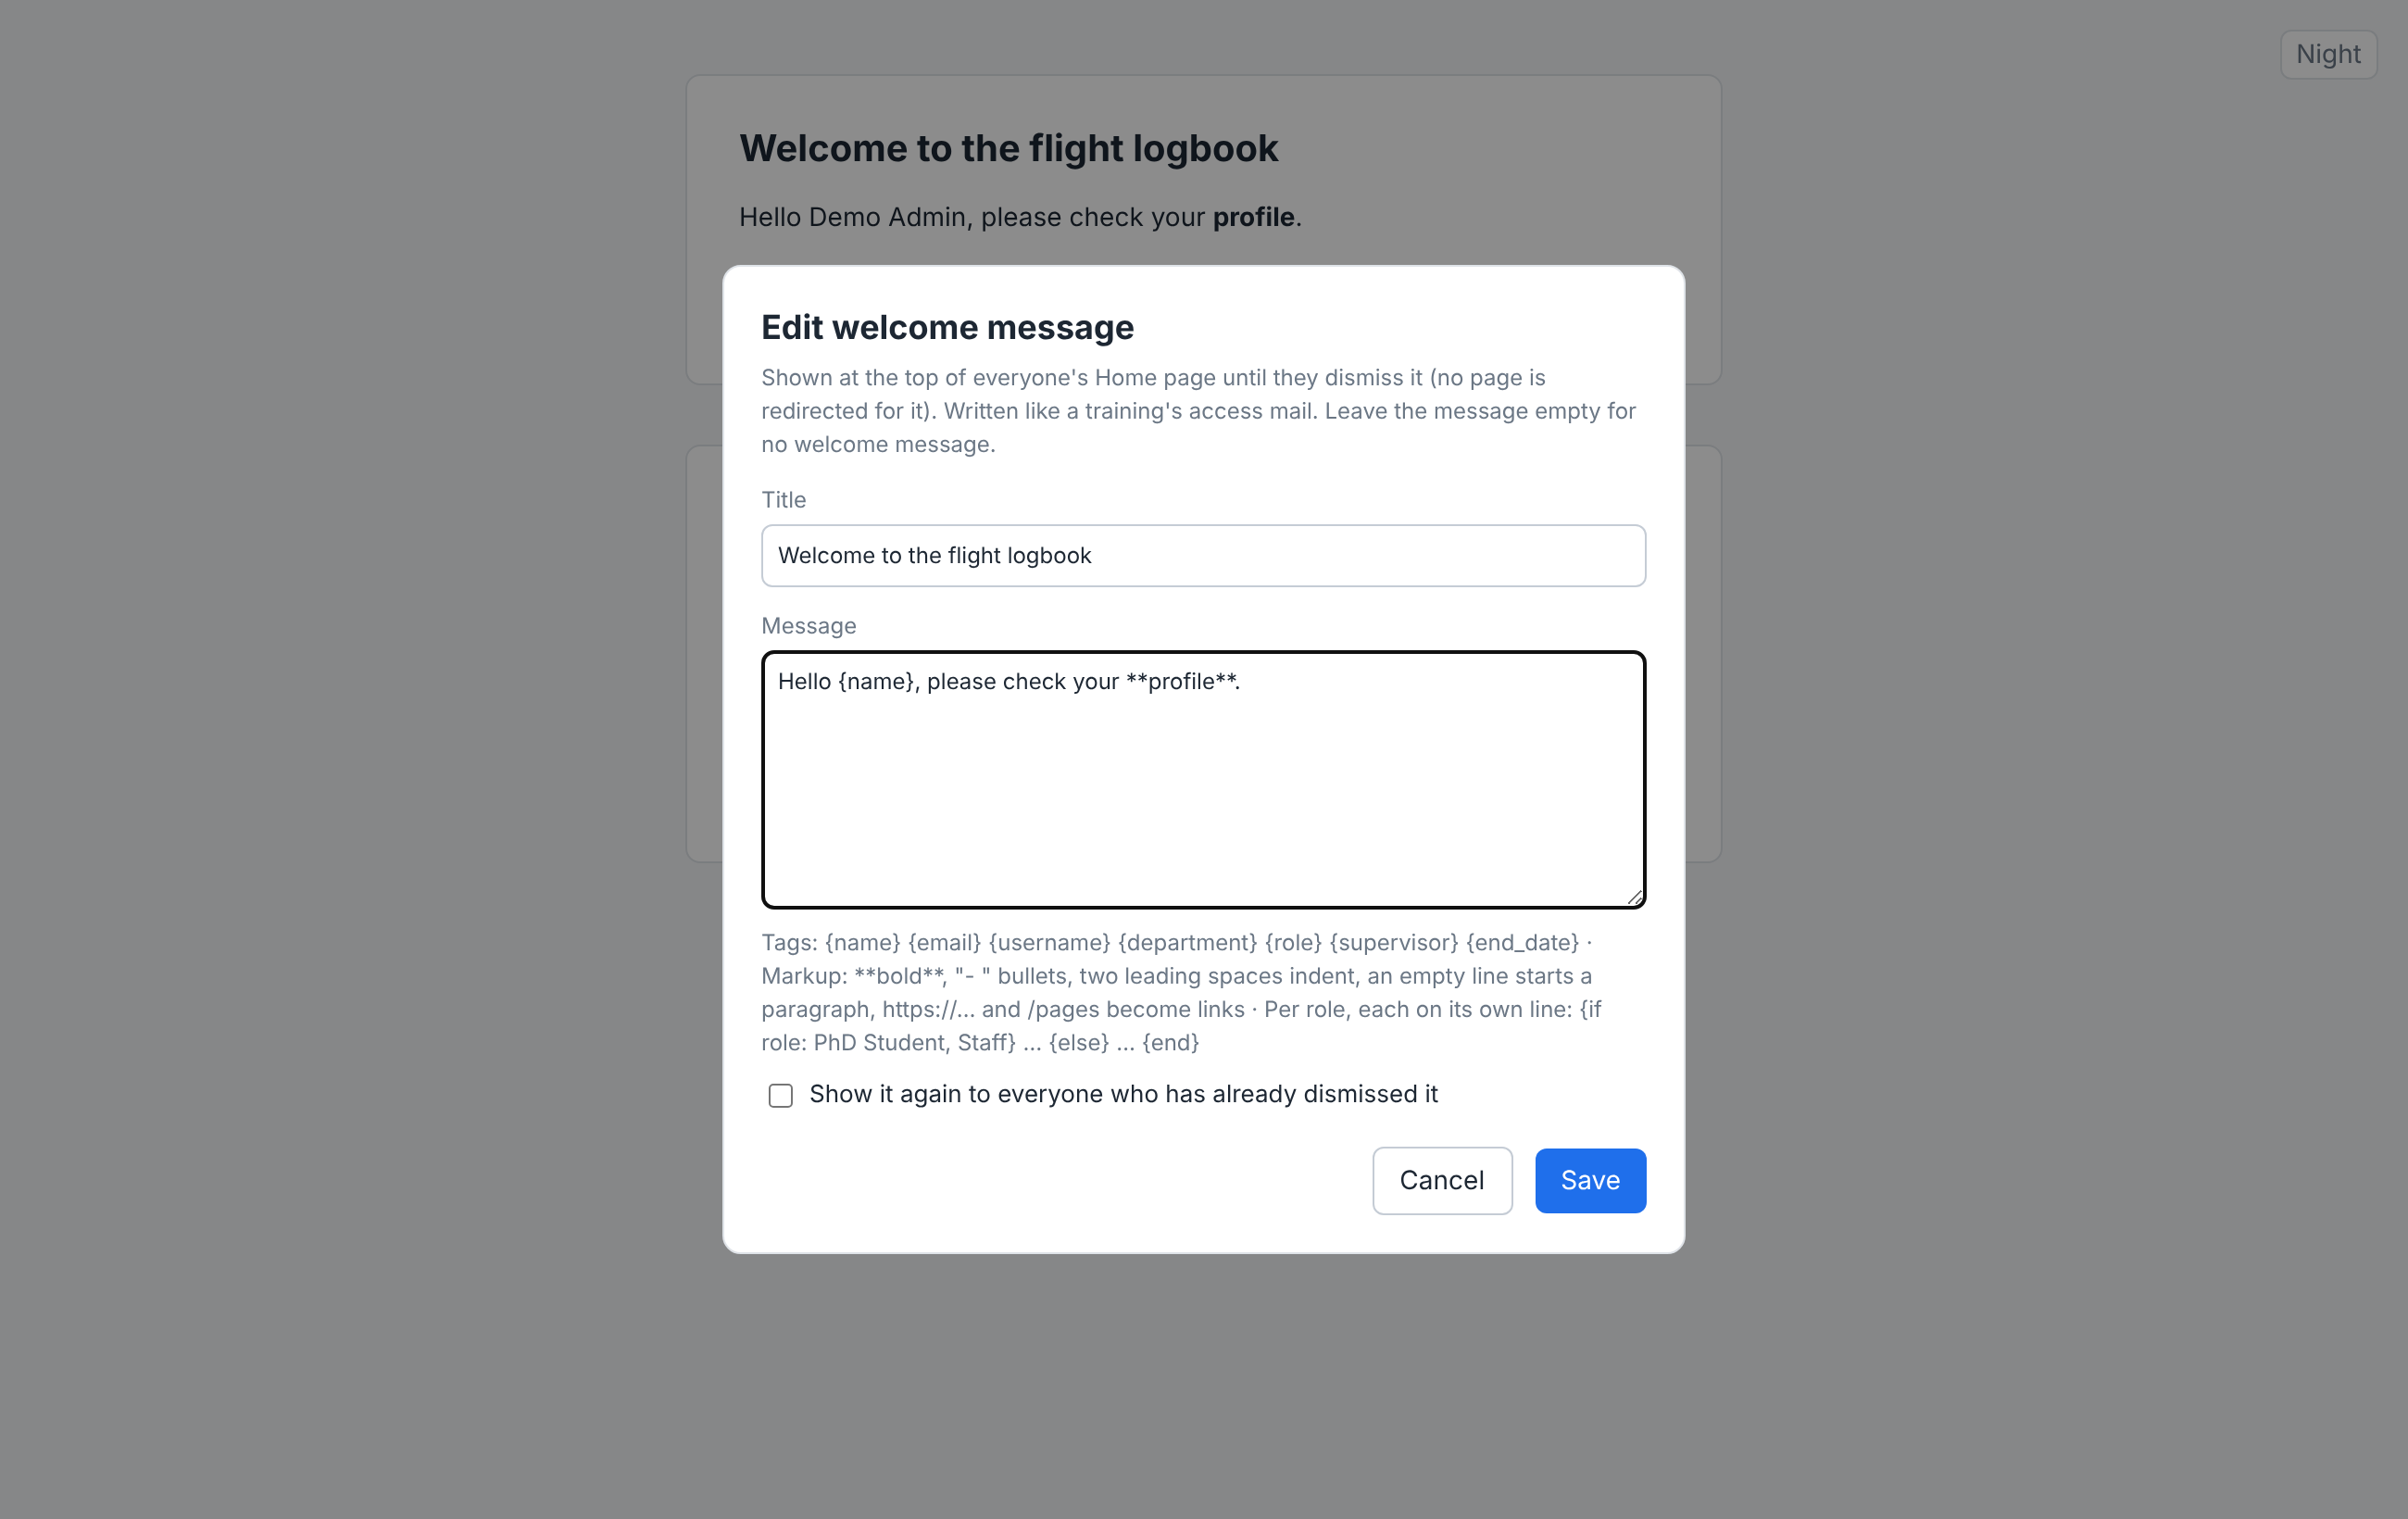 Night
Welcome to the flight logbook
Hello Demo Admin, please check your profile.
Edit welcome message
Shown at the top of everyone's Home page until they dismiss it (no page is
redirected for it). Written like a training's access mail. Leave the message empty for
no welcome message.
Title
Welcome to the flight logbook
Message
Hello {name}, please check your **profile**.
Tags: {name} {email} {username} {department} {role} {supervisor} {end_date} ·
Markup: **bold**, "- " bullets, two leading spaces indent, an empty line starts a
paragraph, https://... and /pages become links · Per role, each on its own line: {if
role: PhD Student, Staff} ... {else} ... {end}
Show it again to everyone who has already dismissed it
Cancel
Save